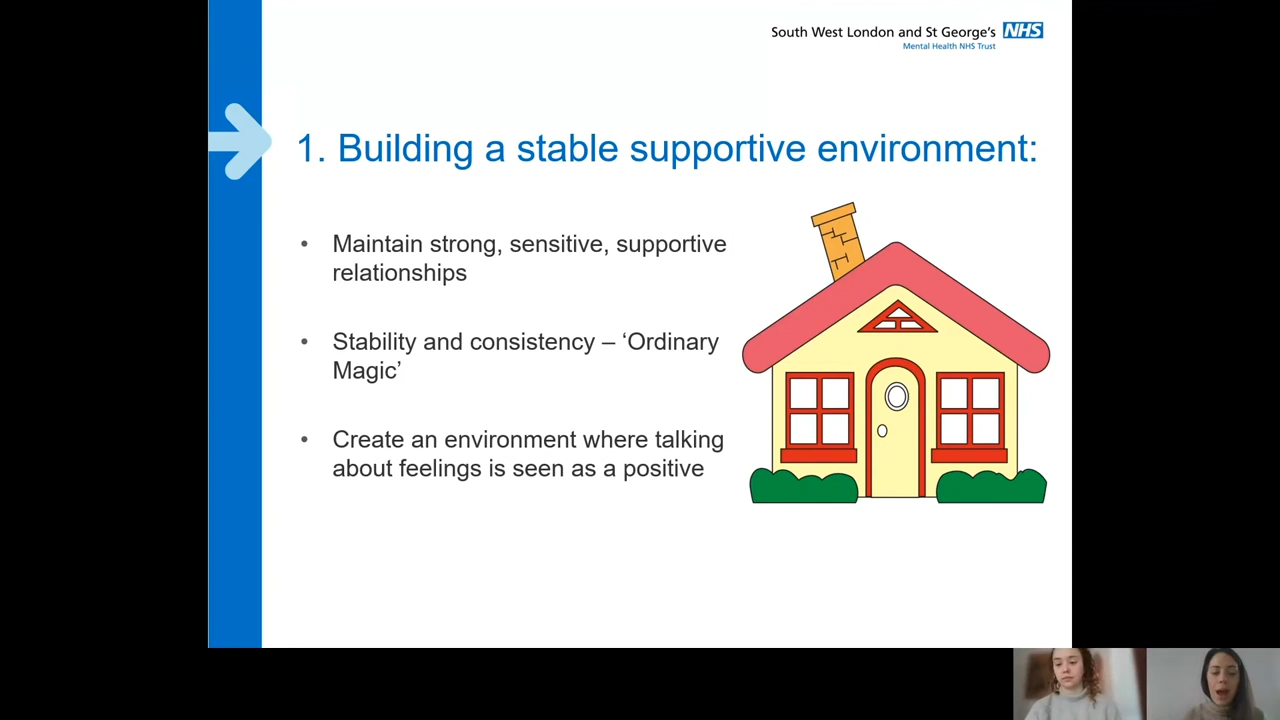 South West London and St George's NHS
Mental Health NHS Trust
1. Building a stable supportive environment:
• Maintain strong, sensitive, supportive
relationships
• Stability and consistency – ‘Ordinary
Magic’
• Create an environment where talking
about feelings is seen as a positive